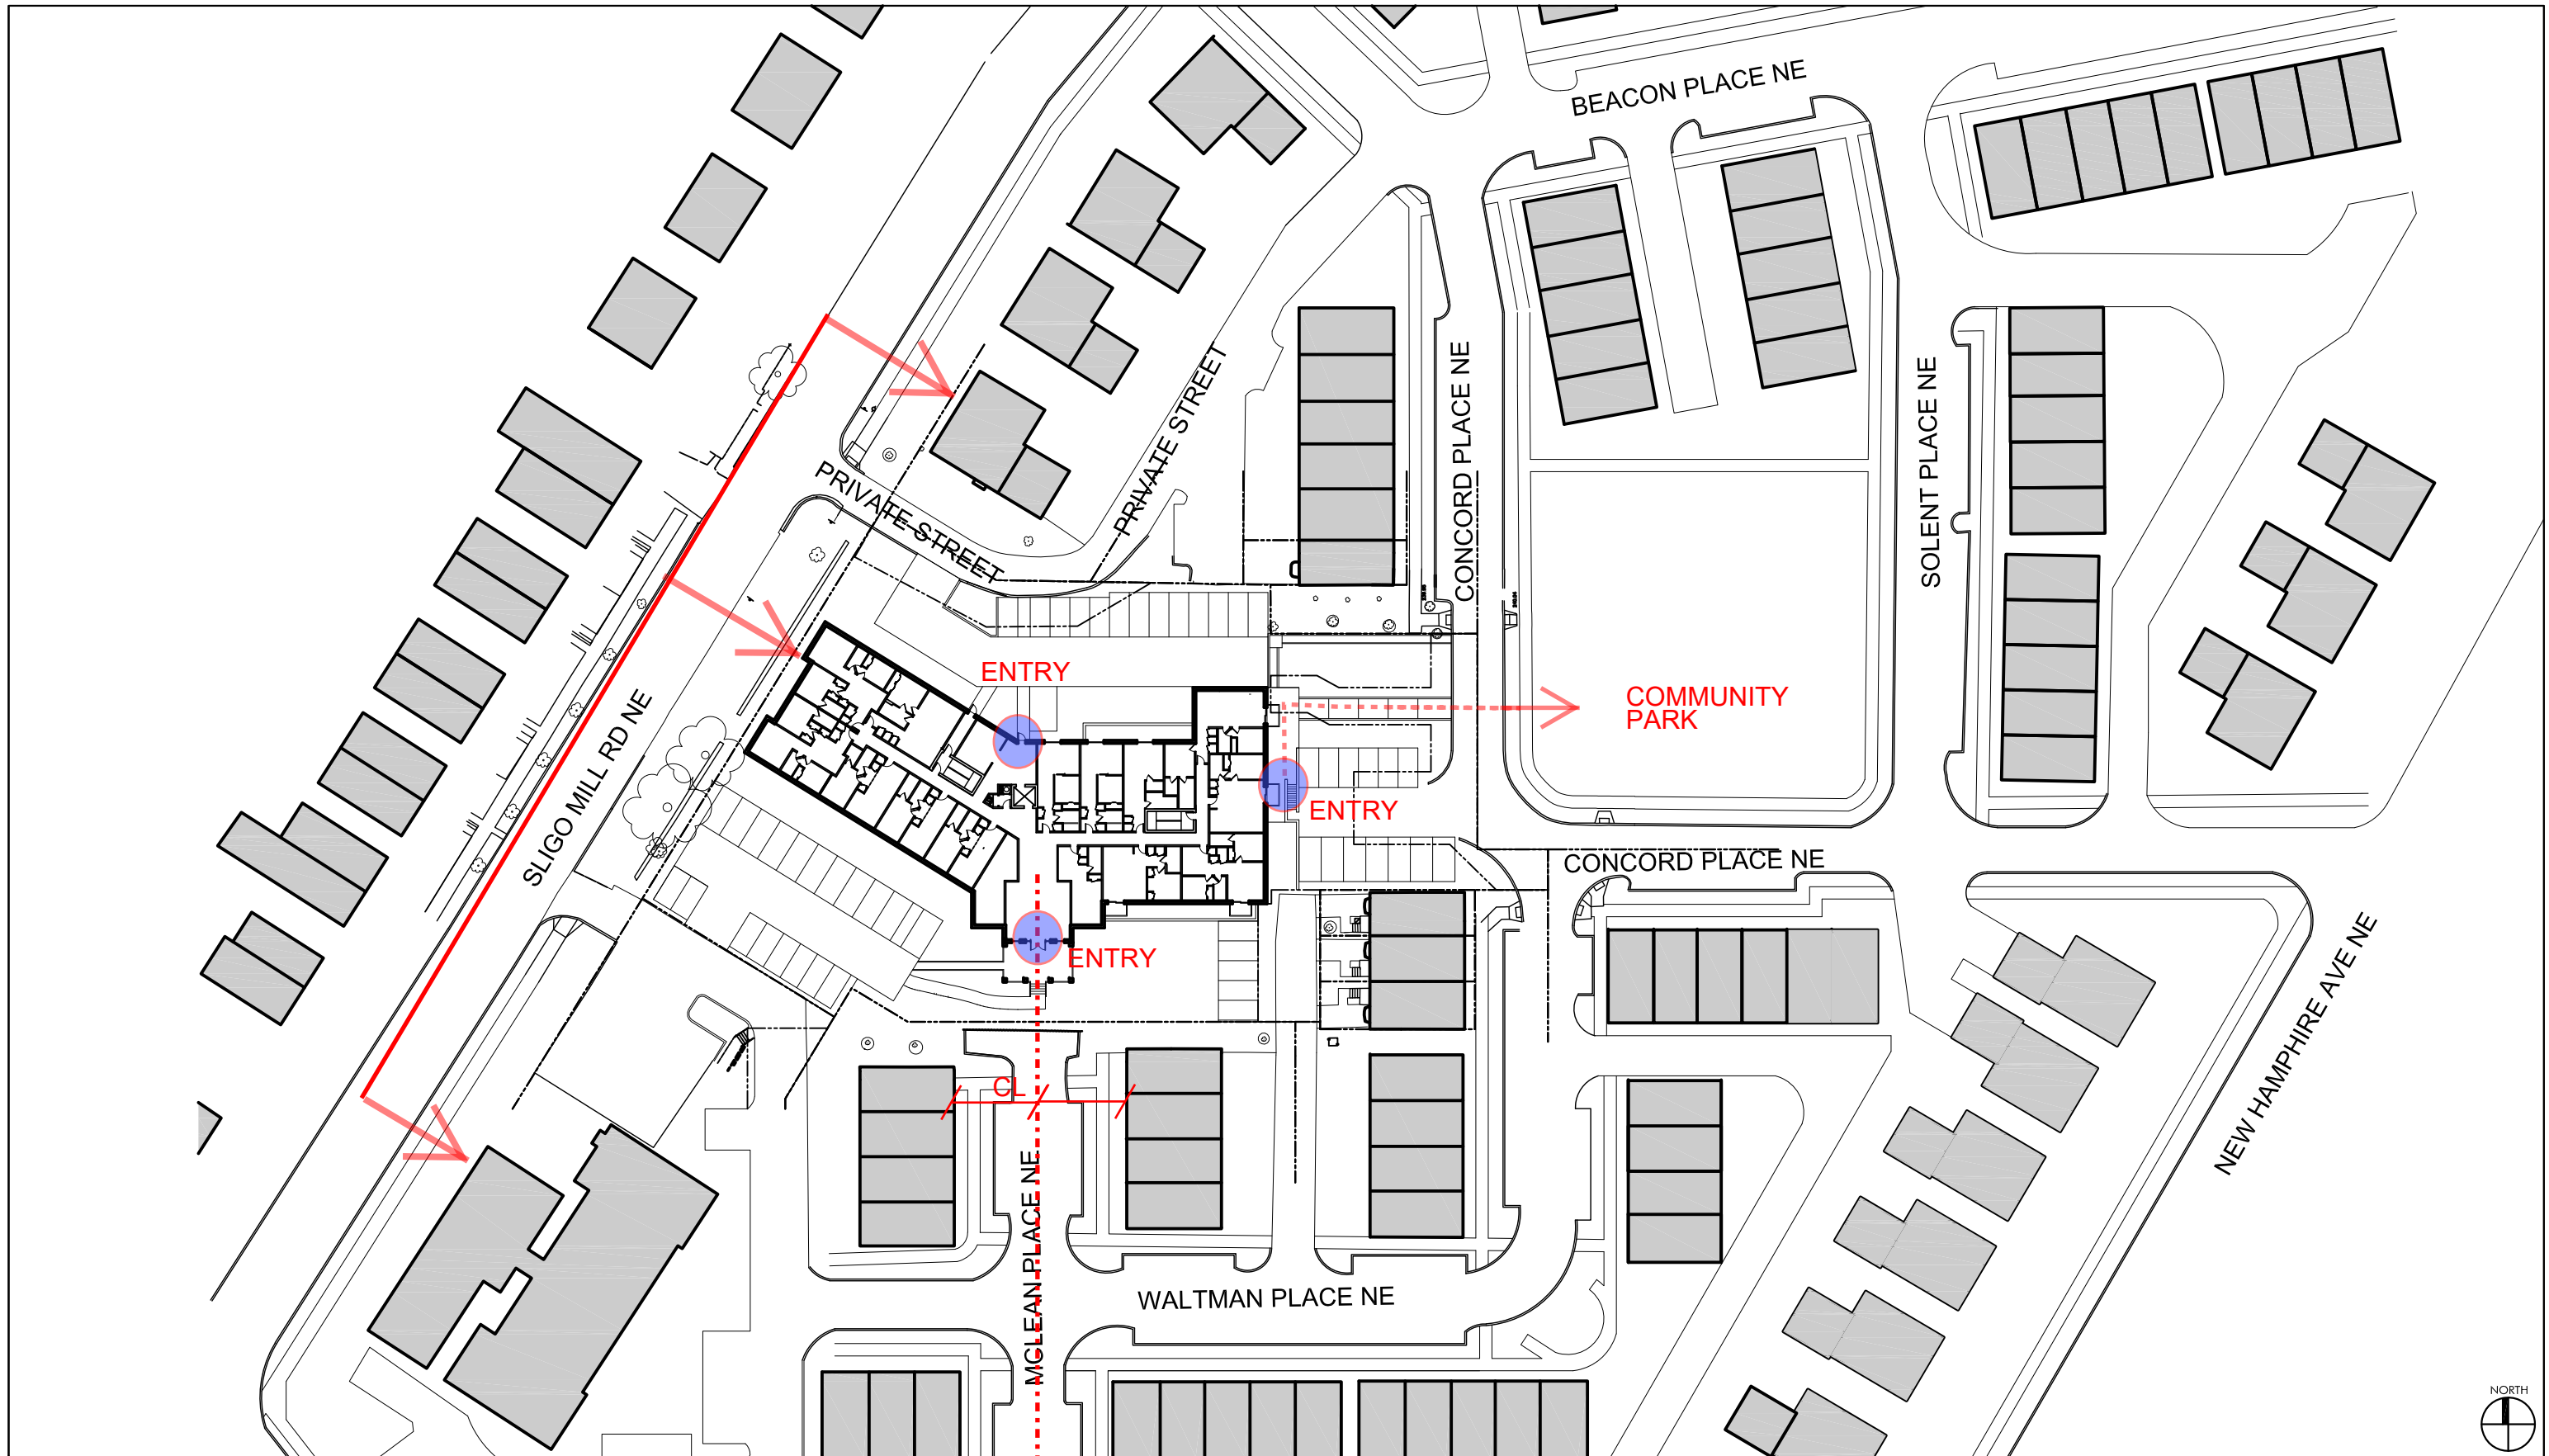 BEACON PLACE NE
PRIVATE STREET
PRIVATE STREET
CONCORD PLACE NE
SOLENT PLACE NE
SLIGO MILL RD NE
ENTRY
COMMUNITY
PARK
ENTRY
CONCORD PLACE NE
ENTRY
NEW HAMPHIRE AVE NE
CL
MCLEAN PLACE NE
WALTMAN PLACE NE
NORTH